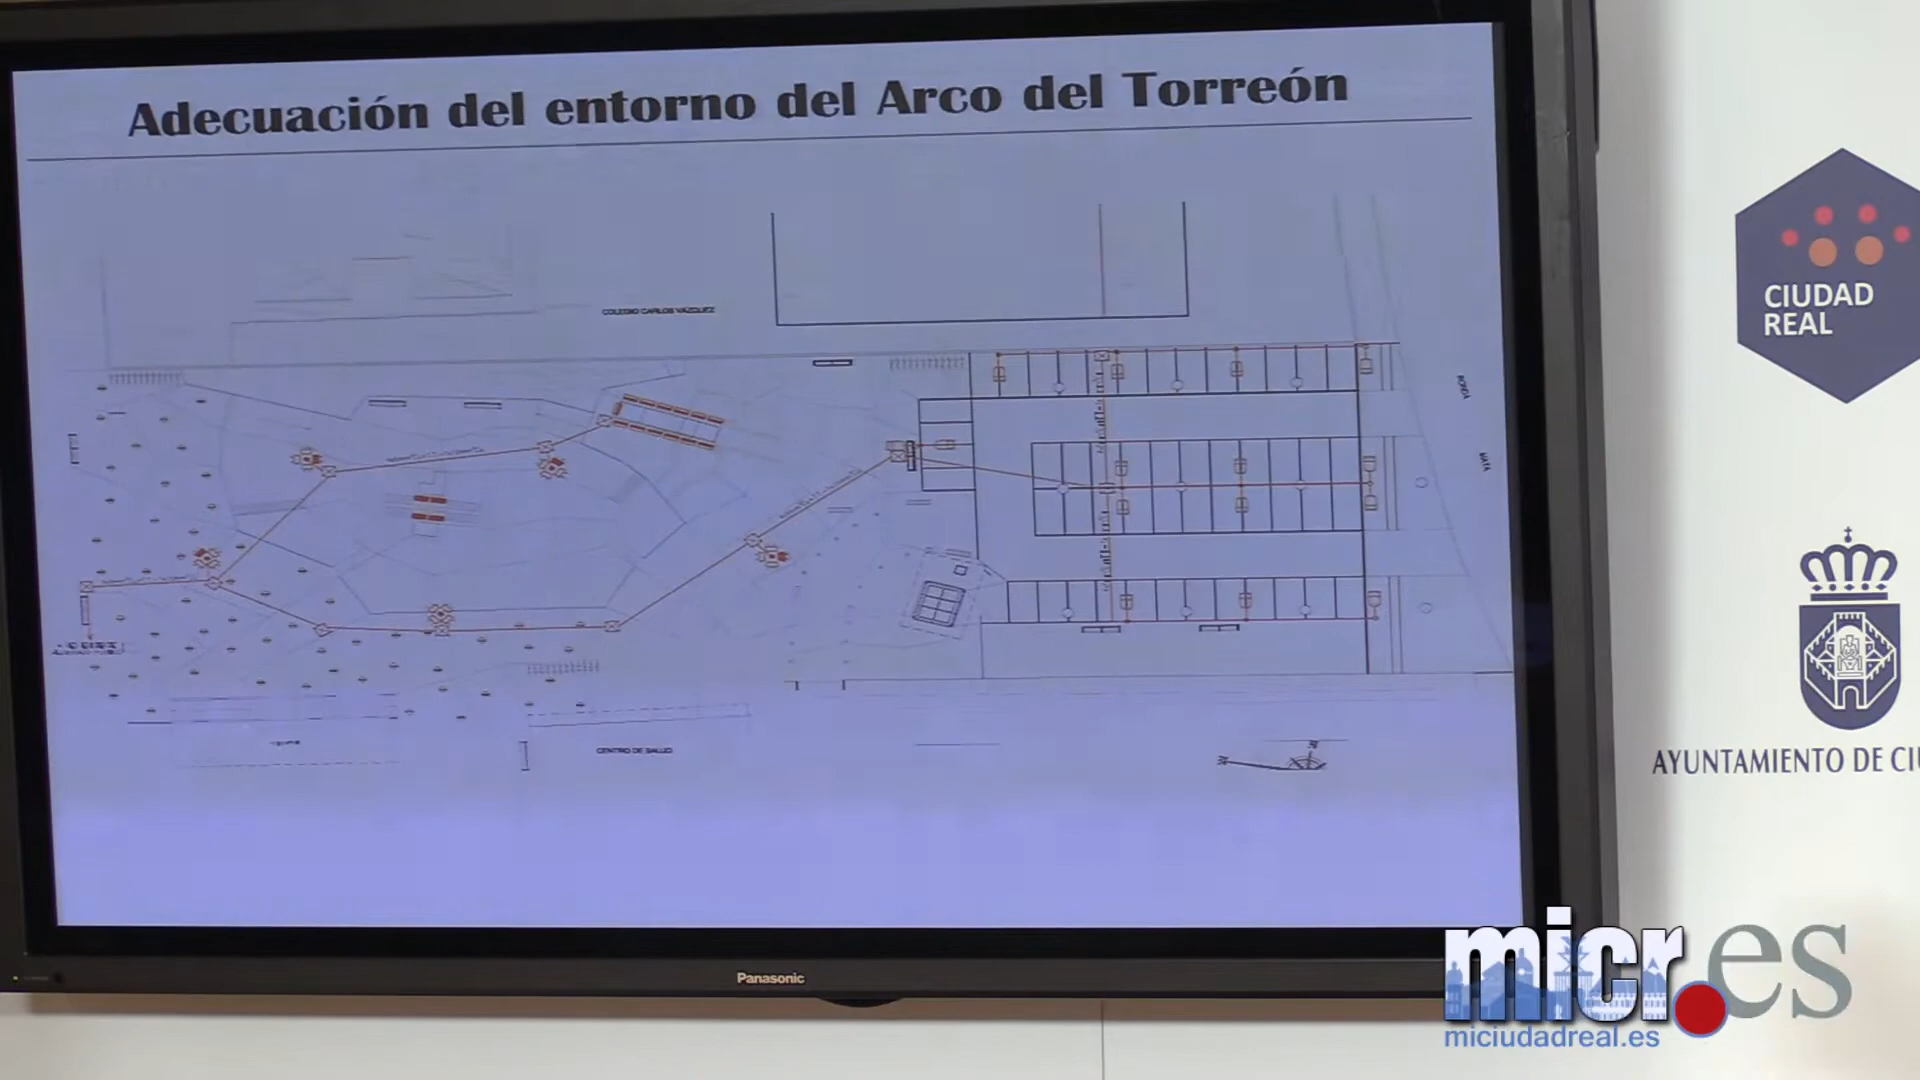 Adecuación del entorno del Arco del Torreón
COLEGIO CARLOS VÁZQUEZ
RONDA
MATA
CENTRO DE SALUD
Panasonic
CIUDAD
REAL
AYUNTAMIENTO DE CIU
micr.es
miciudadreal.es